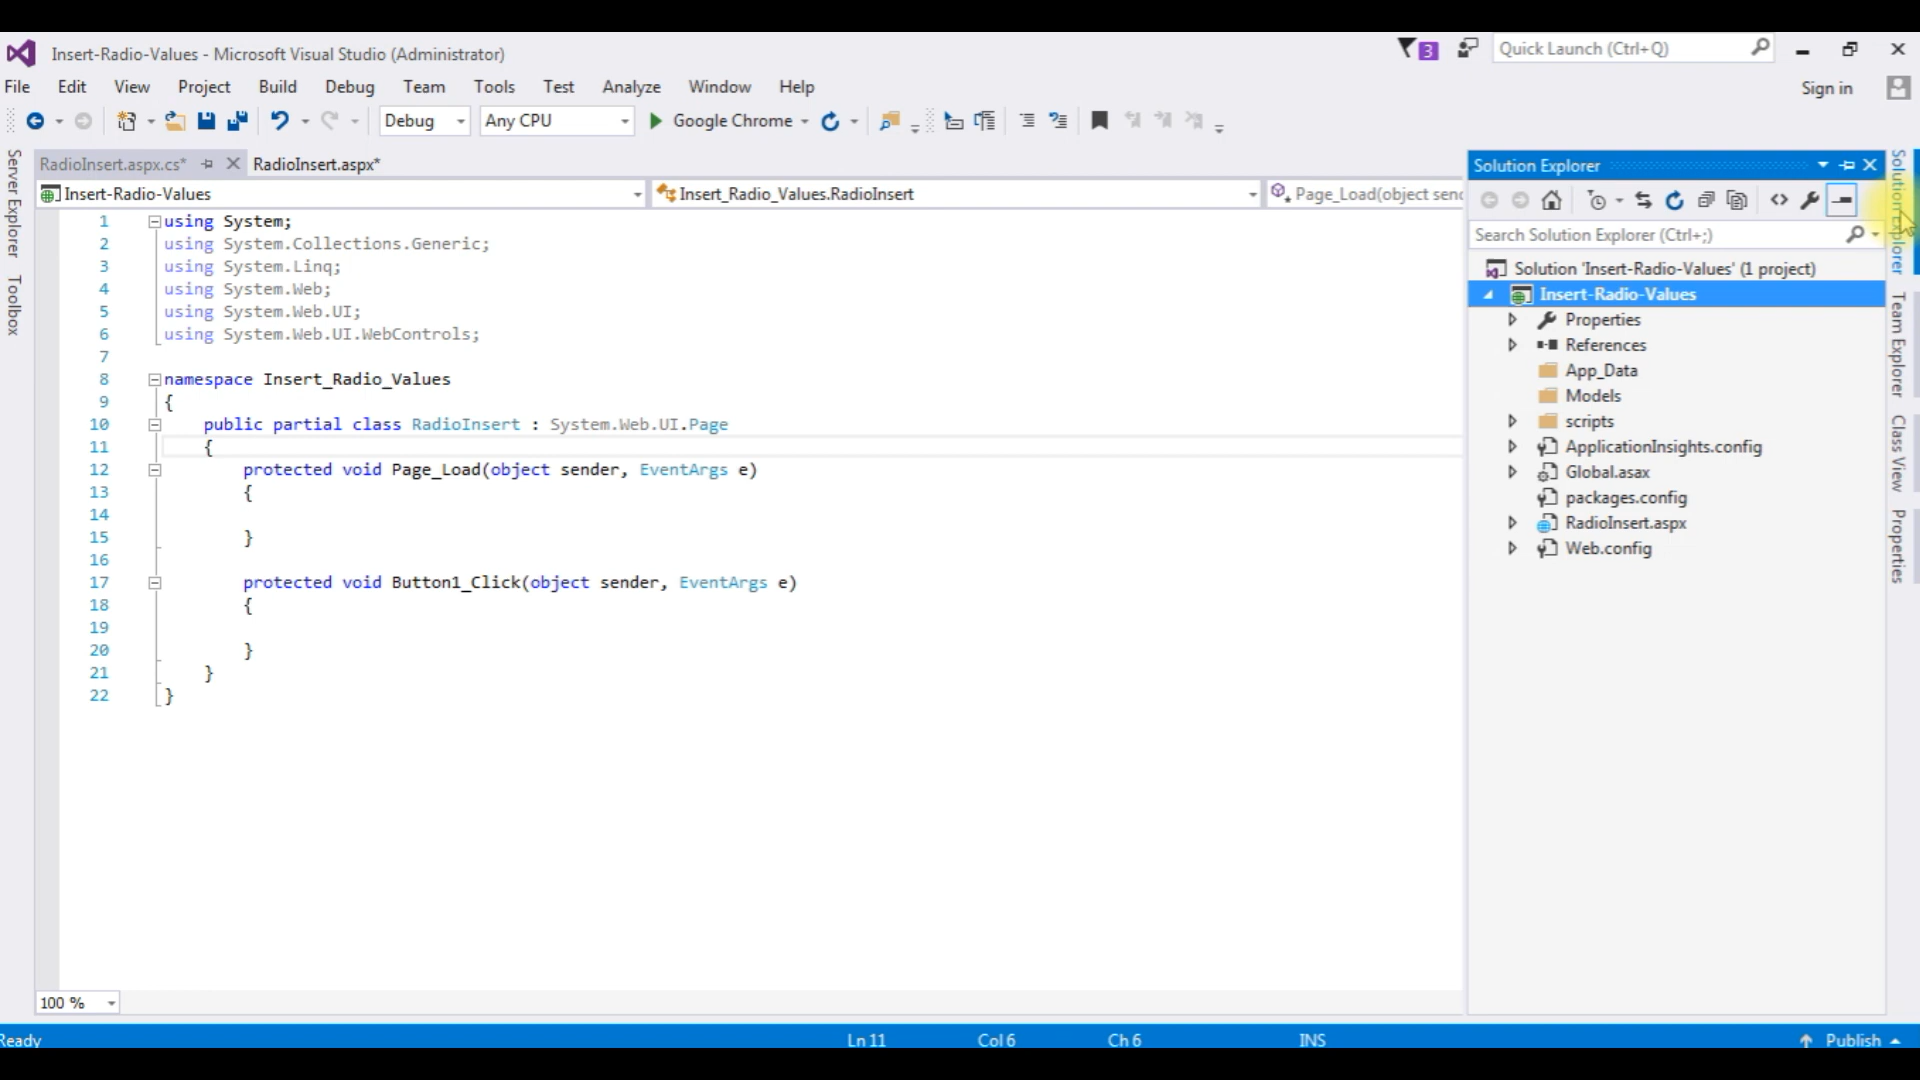 Insert-Radio-Values - Microsoft Visual Studio (Administrator)
3
Quick Launch (Ctrl+Q)
File Edit View Project Build Debug Team Tools Test Analyze Window Help
Sign in
Debug
Any CPU
Google Chrome
Server Explorer
Toolbox
RadioInsert.aspx.cs*
RadioInsert.aspx*
Insert-Radio-Values
Insert_Radio_Values.RadioInsert
Page_Load(object senc
1 using System;
2 using System.Collections.Generic;
3 using System.Linq;
4 using System.Web;
5 using System.Web.UI;
6 using System.Web.UI.WebControls;
7
8 namespace Insert_Radio_Values
9 {
10 public partial class RadioInsert : System.Web.UI.Page
11 {
12 protected void Page_Load(object sender, EventArgs e)
13 {
14
15 }
16
17 protected void Button1_Click(object sender, EventArgs e)
18 {
19
20 }
21 }
22 }
100 %
Solution Explorer
Search Solution Explorer (Ctrl+;)
Solution 'Insert-Radio-Values' (1 project)
Insert-Radio-Values
Properties
References
App_Data
Models
scripts
ApplicationInsights.config
Global.asax
packages.config
RadioInsert.aspx
Web.config
Solution Explorer
Team Explorer
Class View
Properties
Ready
Ln 11
Col 6
Ch 6
INS
Publish